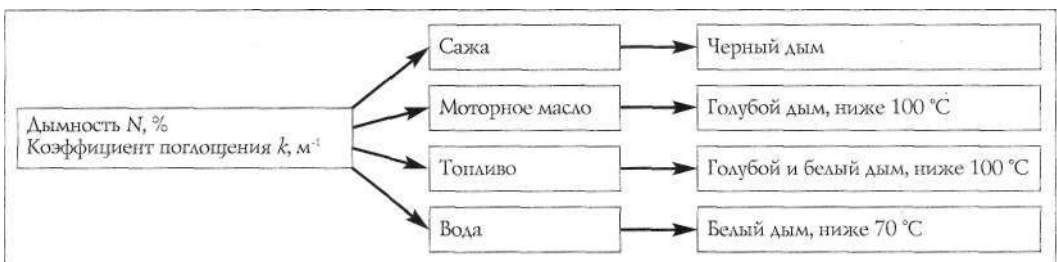 Сажа
Черный дым
Моторное масло
Голубой дым, ниже 100 °С
Дымность N, %
Коэффициент поглощения k, м⁻¹
Топливо
Голубой и белый дым, ниже 100 °С
Вода
Белый дым, ниже 70 °С